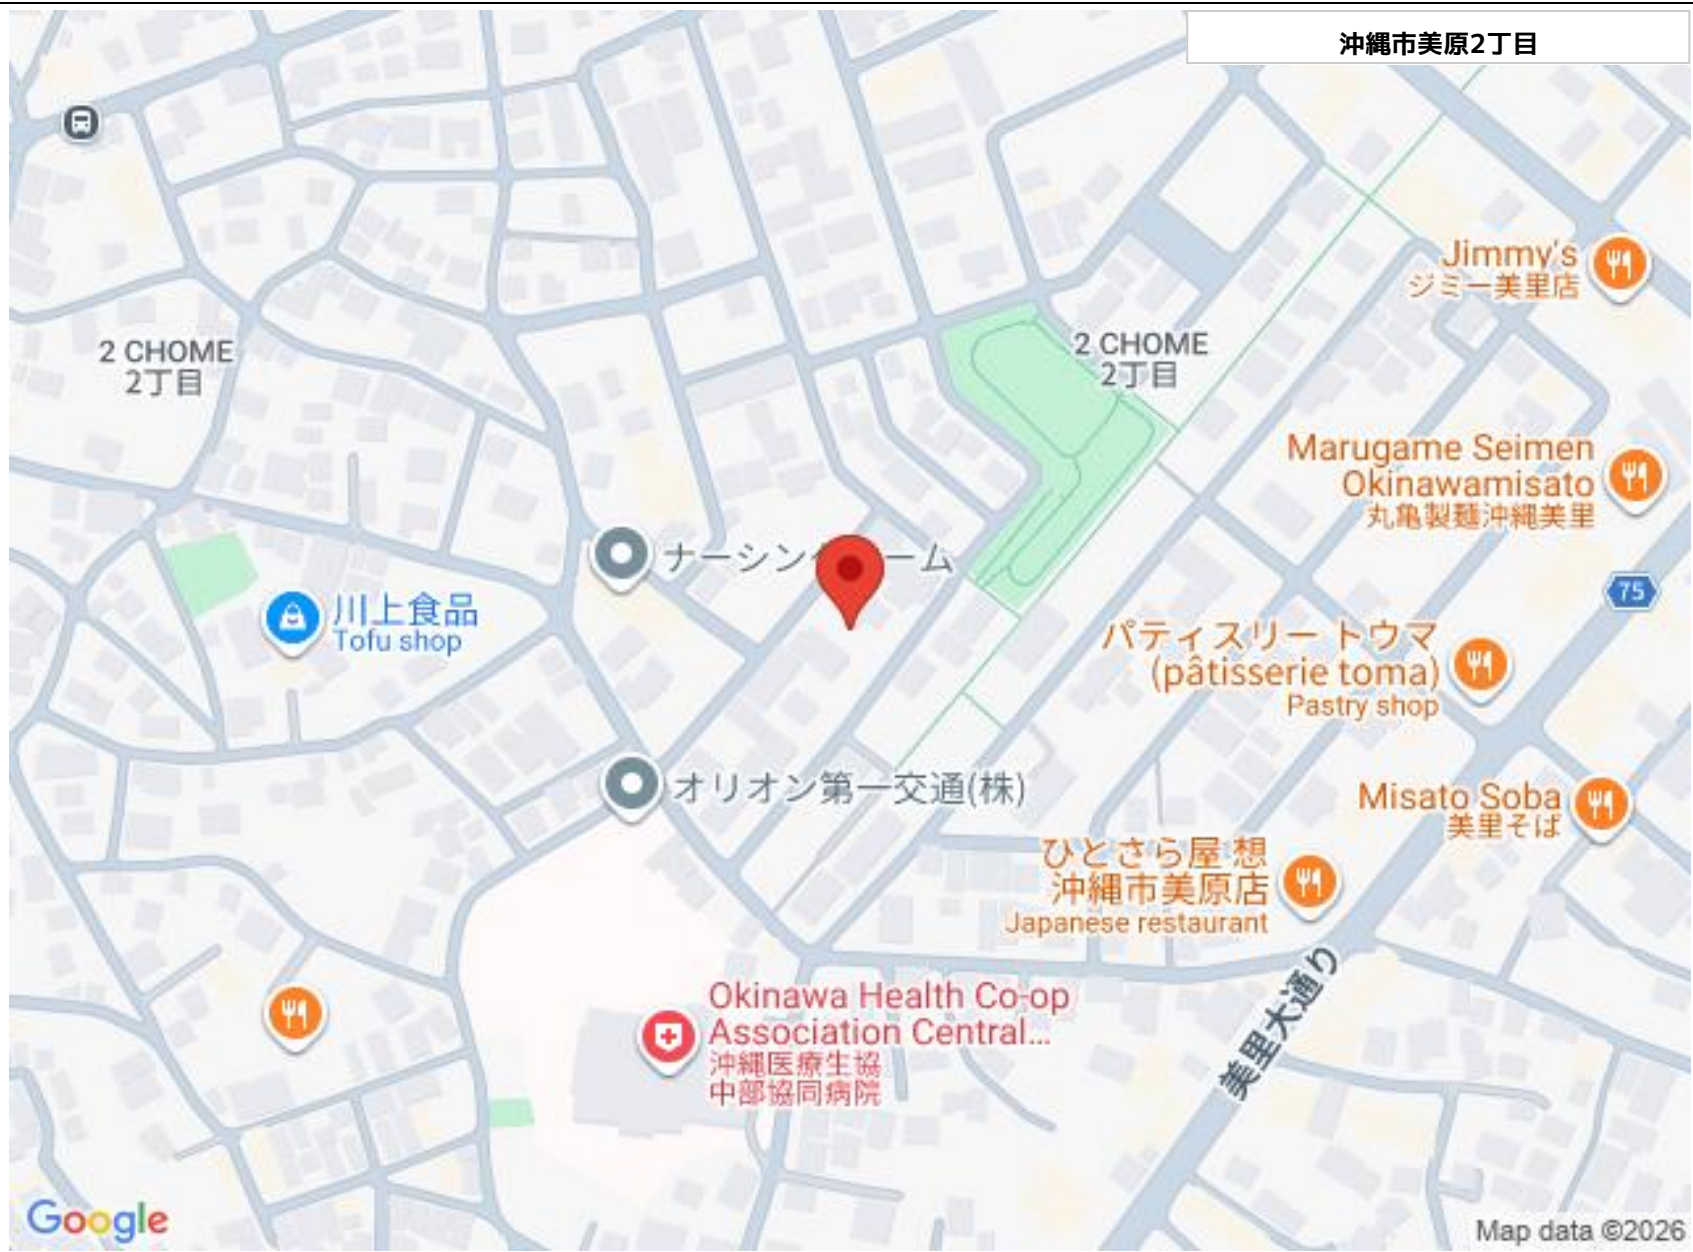 沖縄市美原2丁目
Jimmy's
ジミー美里店
2 CHOME
2丁目
2 CHOME
2丁目
Marugame Seimen
Okinawamisato
丸亀製麺沖縄美里
ナーシン
ーム
75
川上食品
Tofu shop
パティスリー トウマ
(pâtisserie toma)
Pastry shop
オリオン第一交通(株)
Misato Soba
美里そば
ひとさら屋 想
沖縄市美原店
Japanese restaurant
美里大通り
Okinawa Health Co-op
Association Central...
沖縄医療生協
中部協同病院
Google
Map data ©2026